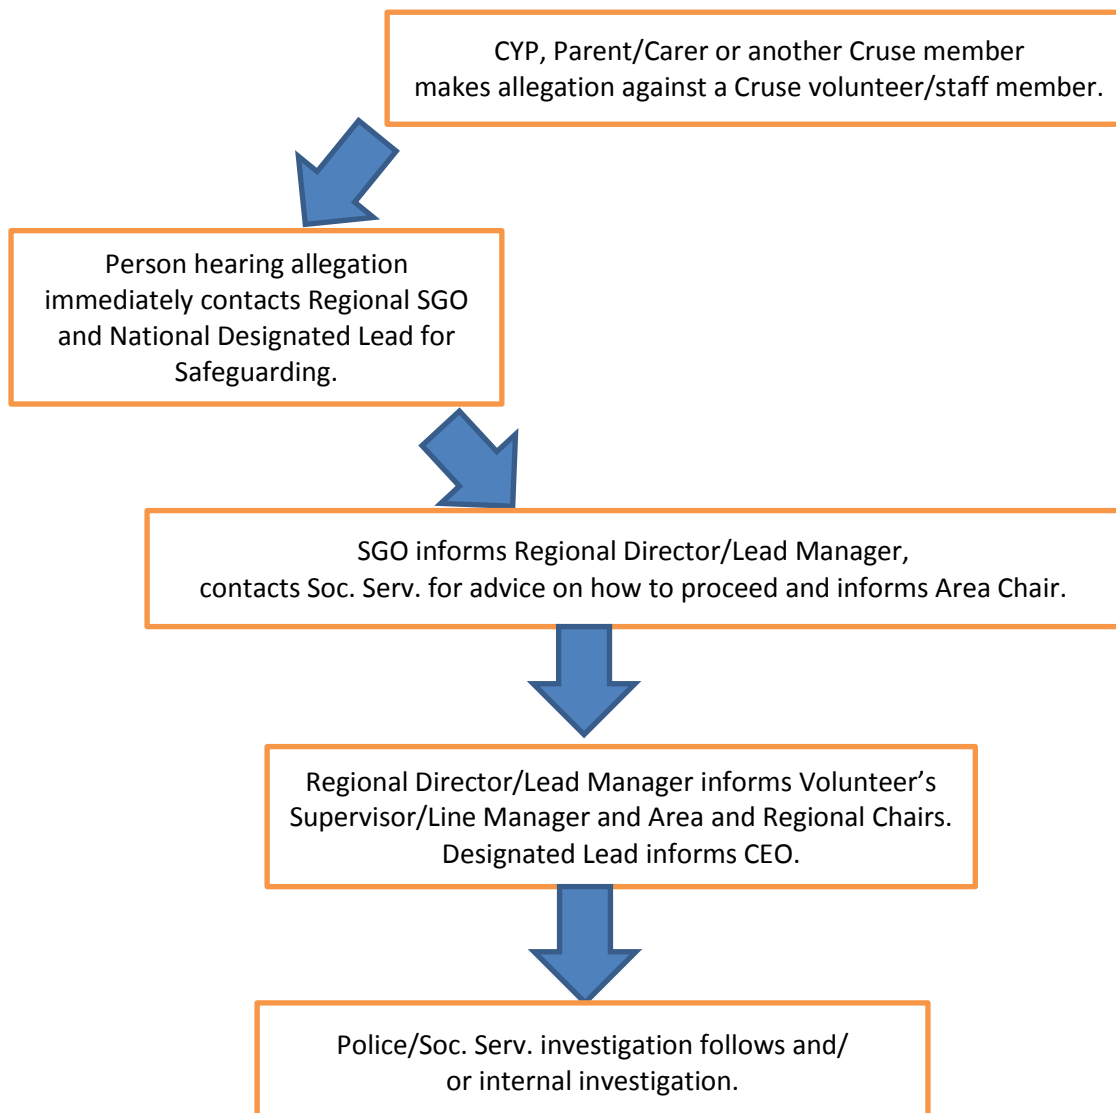 CYP, Parent/Carer or another Cruse member
makes allegation against a Cruse volunteer/staff member.
Person hearing allegation
immediately contacts Regional SGO
and National Designated Lead for
Safeguarding.
SGO informs Regional Director/Lead Manager,
contacts Soc. Serv. for advice on how to proceed and informs Area Chair.
Regional Director/Lead Manager informs Volunteer’s
Supervisor/Line Manager and Area and Regional Chairs.
Designated Lead informs CEO.
Police/Soc. Serv. investigation follows and/
or internal investigation.